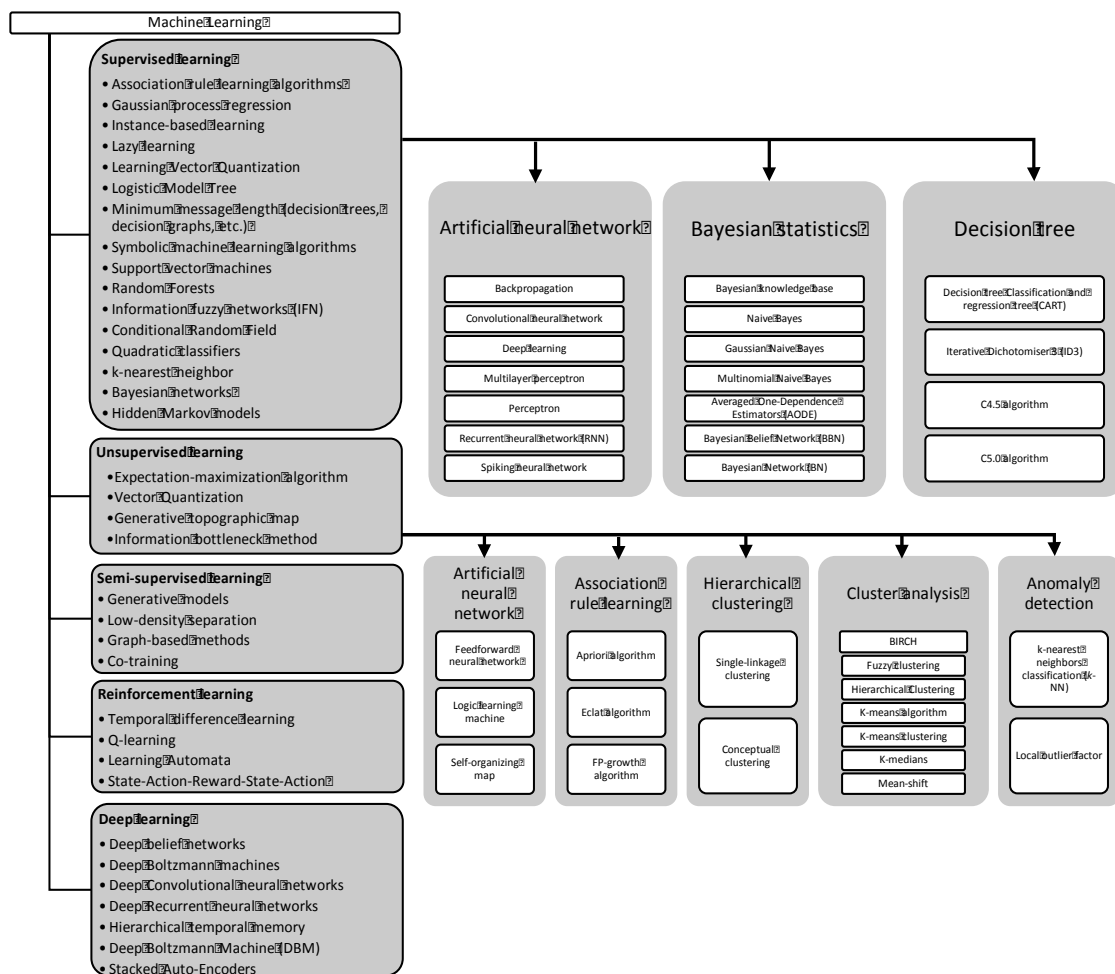 Machine Learning
Supervised learning
• Association rule learning algorithms
• Gaussian process regression
• Instance-based learning
• Lazy learning
• Learning Vector Quantization
• Logistic Model Tree
• Minimum message length (decision trees,
decision graphs, etc.)
• Symbolic machine learning algorithms
• Support vector machines
• Random Forests
• Information fuzzy networks (IFN)
• Conditional Random Field
• Quadratic classifiers
• k-nearest neighbor
• Bayesian networks
• Hidden Markov models
Artificial neural network
Backpropagation
Convolutional neural network
Deep learning
Multilayer perceptron
Perceptron
Recurrent neural network (RNN)
Spiking neural network
Bayesian statistics
Bayesian knowledge base
Naive Bayes
Gaussian Naive Bayes
Multinomial Naive Bayes
Averaged One-Dependence
Estimators (AODE)
Bayesian Belief Network (BBN)
Bayesian Network (BN)
Decision tree
Decision tree Classification and
regression tree (CART)
Iterative Dichotomiser 3 (ID3)
C4.5 algorithm
C5.0 algorithm
Unsupervised learning
•Expectation-maximization algorithm
•Vector Quantization
•Generative topographic map
•Information bottleneck method
Artificial
neural
network
Feedforward
neural network
Logic learning
machine
Self-organizing
map
Association
rule learning
Apriori algorithm
Eclat algorithm
FP-growth
algorithm
Hierarchical
clustering
Single-linkage
clustering
Conceptual
clustering
Cluster analysis
BIRCH
Fuzzy clustering
Hierarchical Clustering
K-means algorithm
K-means clustering
K-medians
Mean-shift
Anomaly
detection
k-nearest
neighbors
classification (k-
NN)
Local outlier factor
Semi-supervised learning
• Generative models
• Low-density separation
• Graph-based methods
• Co-training
Reinforcement learning
• Temporal difference learning
• Q-learning
• Learning Automata
• State-Action-Reward-State-Action
Deep learning
• Deep belief networks
• Deep Boltzmann machines
• Deep Convolutional neural networks
• Deep Recurrent neural networks
• Hierarchical temporal memory
• Deep Boltzmann Machine (DBM)
• Stacked Auto-Encoders